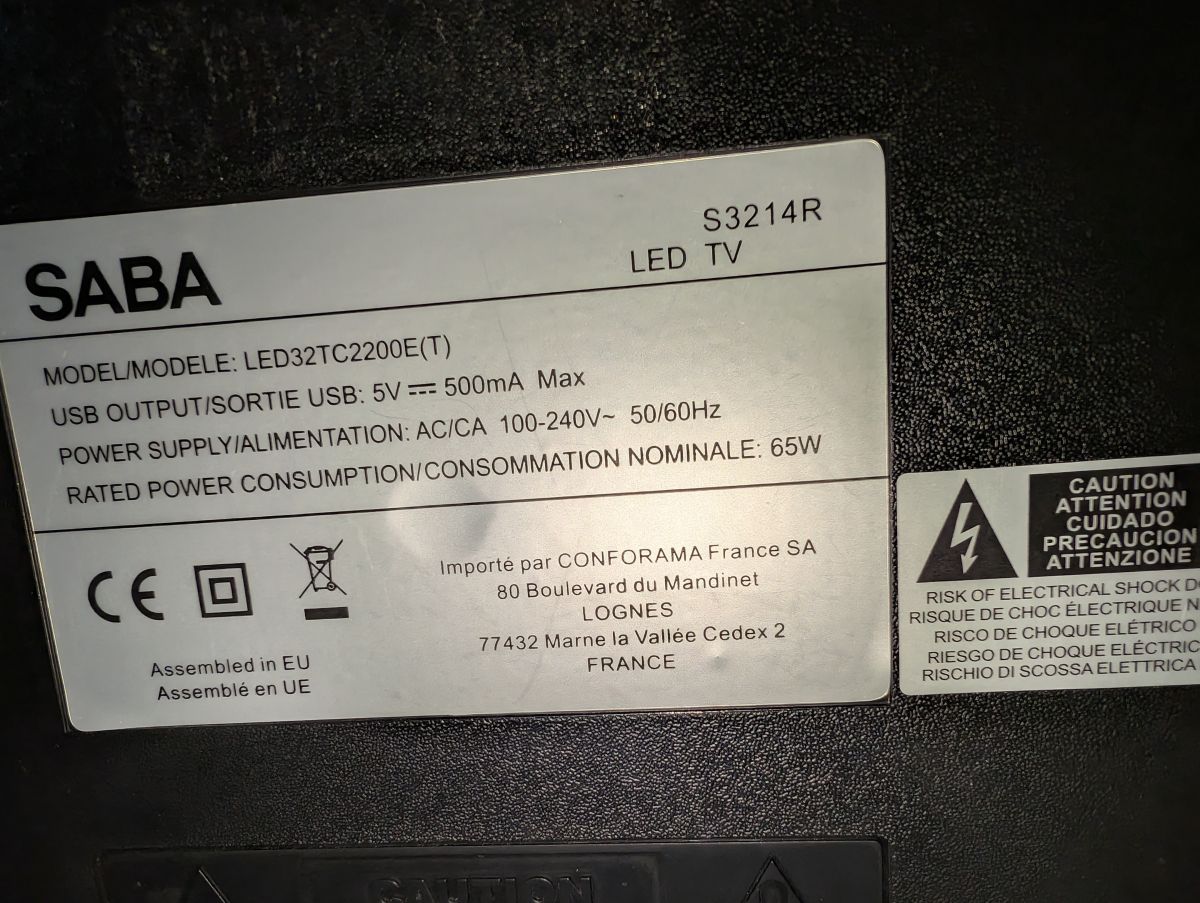 SABA
S3214R
LED TV
MODEL/MODELE: LED32TC2200E(T)
USB OUTPUT/SORTIE USB: 5V ⎓ 500mA Max
POWER SUPPLY/ALIMENTATION: AC/CA 100-240V~ 50/60Hz
RATED POWER CONSUMPTION/CONSOMMATION NOMINALE: 65W
CE
Assembled in EU
Assemblé en UE
Importé par CONFORAMA France SA
80 Boulevard du Mandinet
LOGNES
77432 Marne la Vallée Cedex 2
FRANCE
CAUTION
ATTENTION
CUIDADO
PRECAUCION
ATTENZIONE
RISK OF ELECTRICAL SHOCK
RISQUE DE CHOC ÉLECTRIQUE
RISCO DE CHOQUE ELÉTRICO
RIESGO DE CHOQUE
RISCHIO DI SCOSSA ELETTRICA
CAUTION